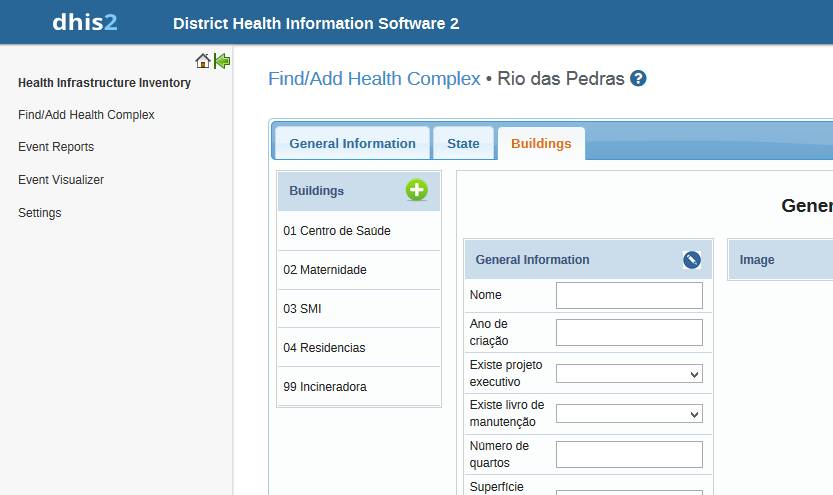 dhis2
District Health Information Software 2
Health Infrastructure Inventory
Find/Add Health Complex
Event Reports
Event Visualizer
Settings
Find/Add Health Complex • Rio das Pedras ?
General Information
State
Buildings
Buildings
01 Centro de Saúde
02 Maternidade
03 SMI
04 Residencias
99 Incineradora
Gener
General Information
Image
Nome
Ano de
criação
Existe projeto
executivo
Existe livro de
manutenção
Número de
quartos
Superfície